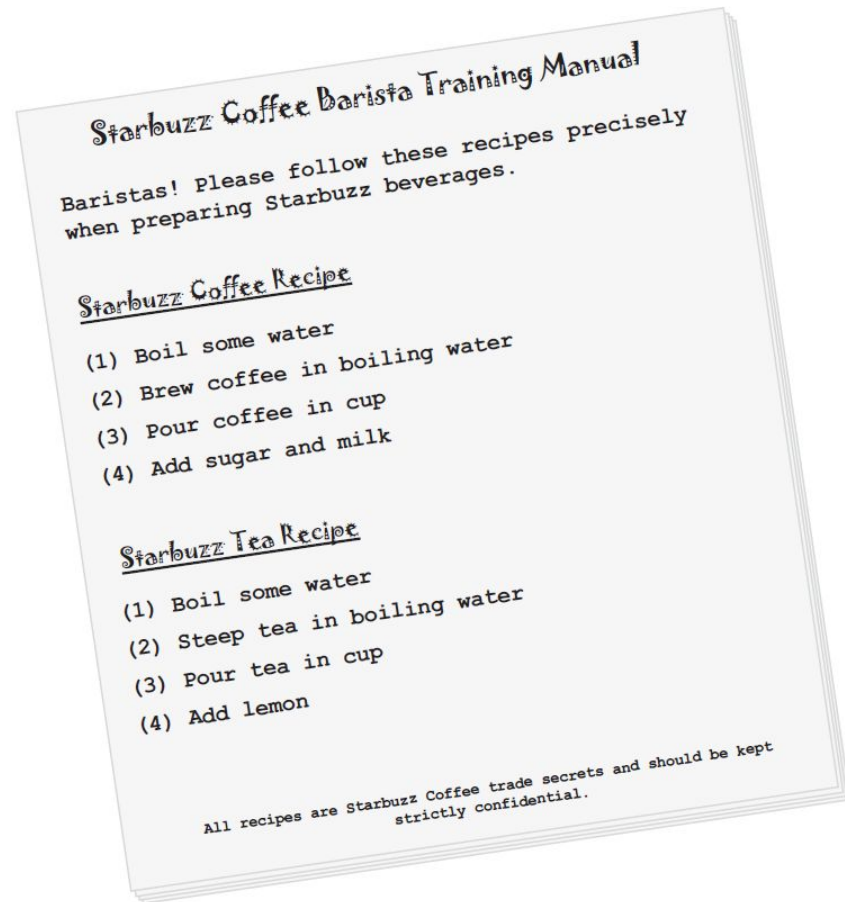 Starbuzz Coffee Barista Training Manual
Baristas! Please follow these recipes precisely
when preparing Starbuzz beverages.
Starbuzz Coffee Recipe
(1) Boil some water
(2) Brew coffee in boiling water
(3) Pour coffee in cup
(4) Add sugar and milk
Starbuzz Tea Recipe
(1) Boil some water
(2) Steep tea in boiling water
(3) Pour tea in cup
(4) Add lemon
All recipes are Starbuzz Coffee trade secrets and should be kept
strictly confidential.